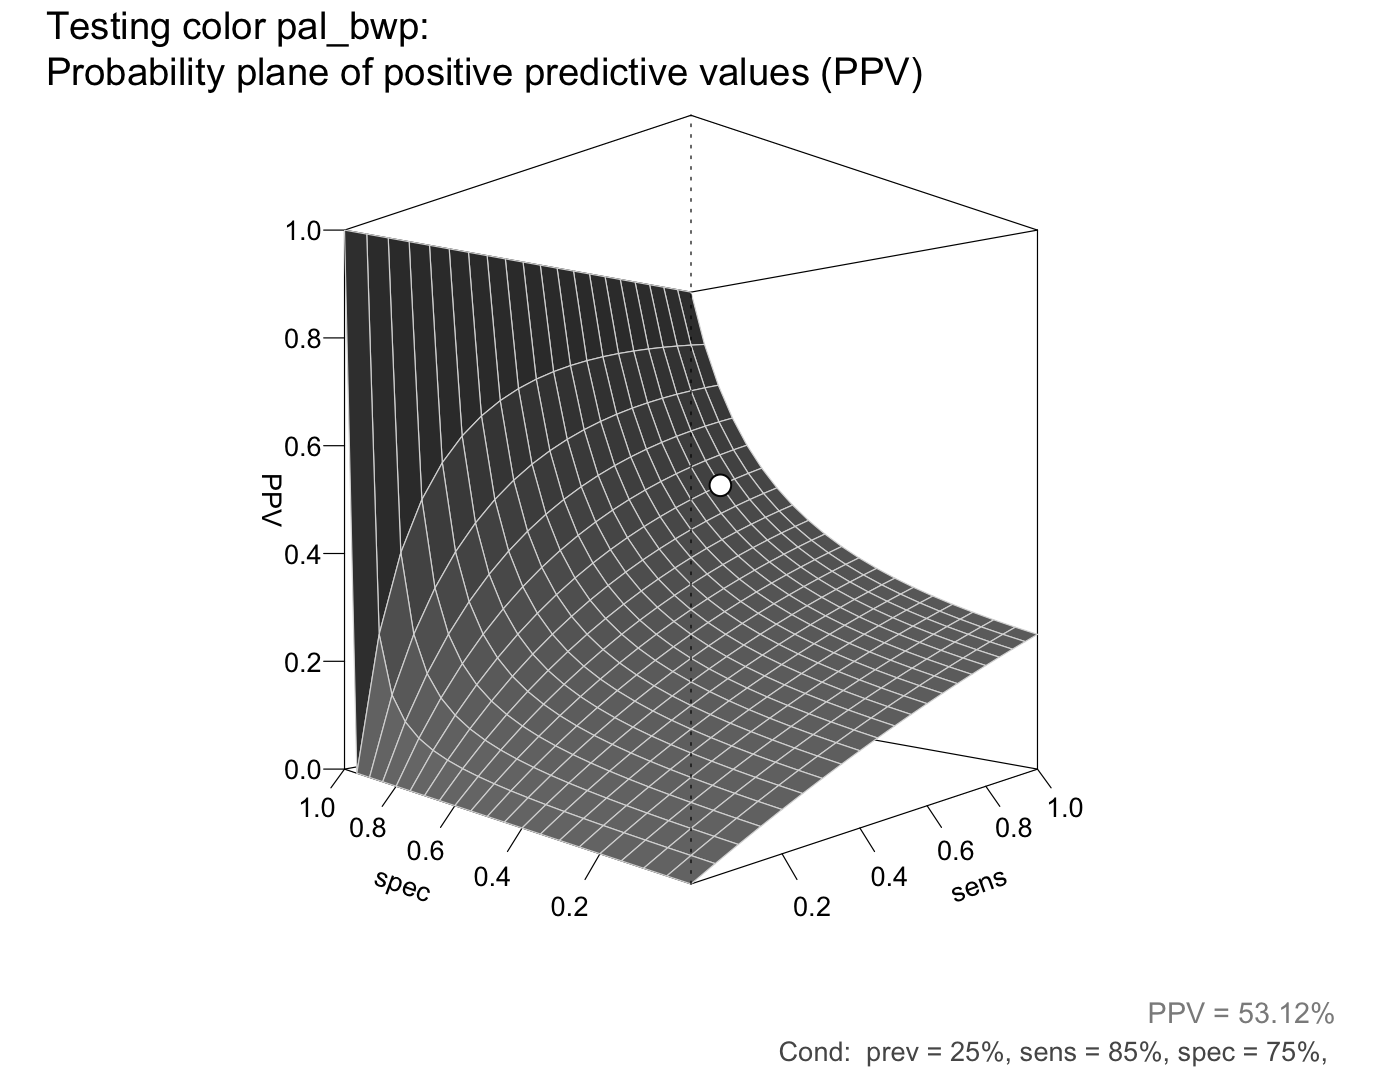 Testing color pal_bwp:
Probability plane of positive predictive values (PPV)
1.0
0.8
0.6
PPV
0.4
0.2
0.0
1.0
0.8
0.6
0.4
0.2
spec
0.2
0.4
0.6
0.8
1.0
sens
PPV = 53.12%
Cond:  prev = 25%, sens = 85%, spec = 75%,